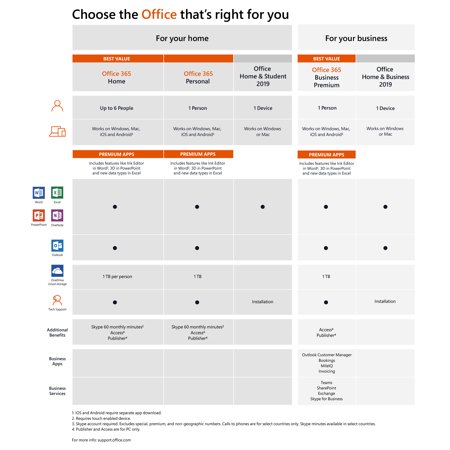 Choose the Office that's right for you
For your home
For your business
BEST VALUE
BEST VALUE
Office 365
Home
Office 365
Personal
Office
Home & Student
2019
Office 365
Business
Premium
Office
Home & Business
2019
Up to 6 People
1 Person
1 Device
1 Person
1 Device
Works on Windows, Mac,
iOS and Android¹
Works on Windows, Mac,
iOS and Android¹
Works on Windows
or Mac
Works on Windows, Mac,
iOS and Android¹
Works on Windows
or Mac
PREMIUM APPS
PREMIUM APPS
PREMIUM APPS
Includes features like Ink Editor
in Word², 3D in PowerPoint
and new data types in Excel
Includes features like Ink Editor
in Word², 3D in PowerPoint
and new data types in Excel
Includes features like Ink Editor
in Word², 3D in PowerPoint
and new data types in Excel
Word
Excel
PowerPoint
OneNote
Outlook
OneDrive
Cloud storage
1 TB per person
1 TB
1 TB
Tech Support
Installation
Installation
Additional
Benefits
Skype 60 monthly minutes³
Access⁴
Publisher⁴
Skype 60 monthly minutes³
Access⁴
Publisher⁴
Access⁴
Publisher⁴
Business
Apps
Outlook Customer Manager
Bookings
MileIQ
Invoicing
Business
Services
Teams
SharePoint
Exchange
Skype for Business
1. iOS and Android require separate app download.
2. Requires touch-enabled device.
3. Skype account required. Excludes special, premium, and non-geographic numbers. Calls to phones are for select countries only. Skype minutes available in select countries.
4. Publisher and Access are for PC only.
For more info: support.office.com